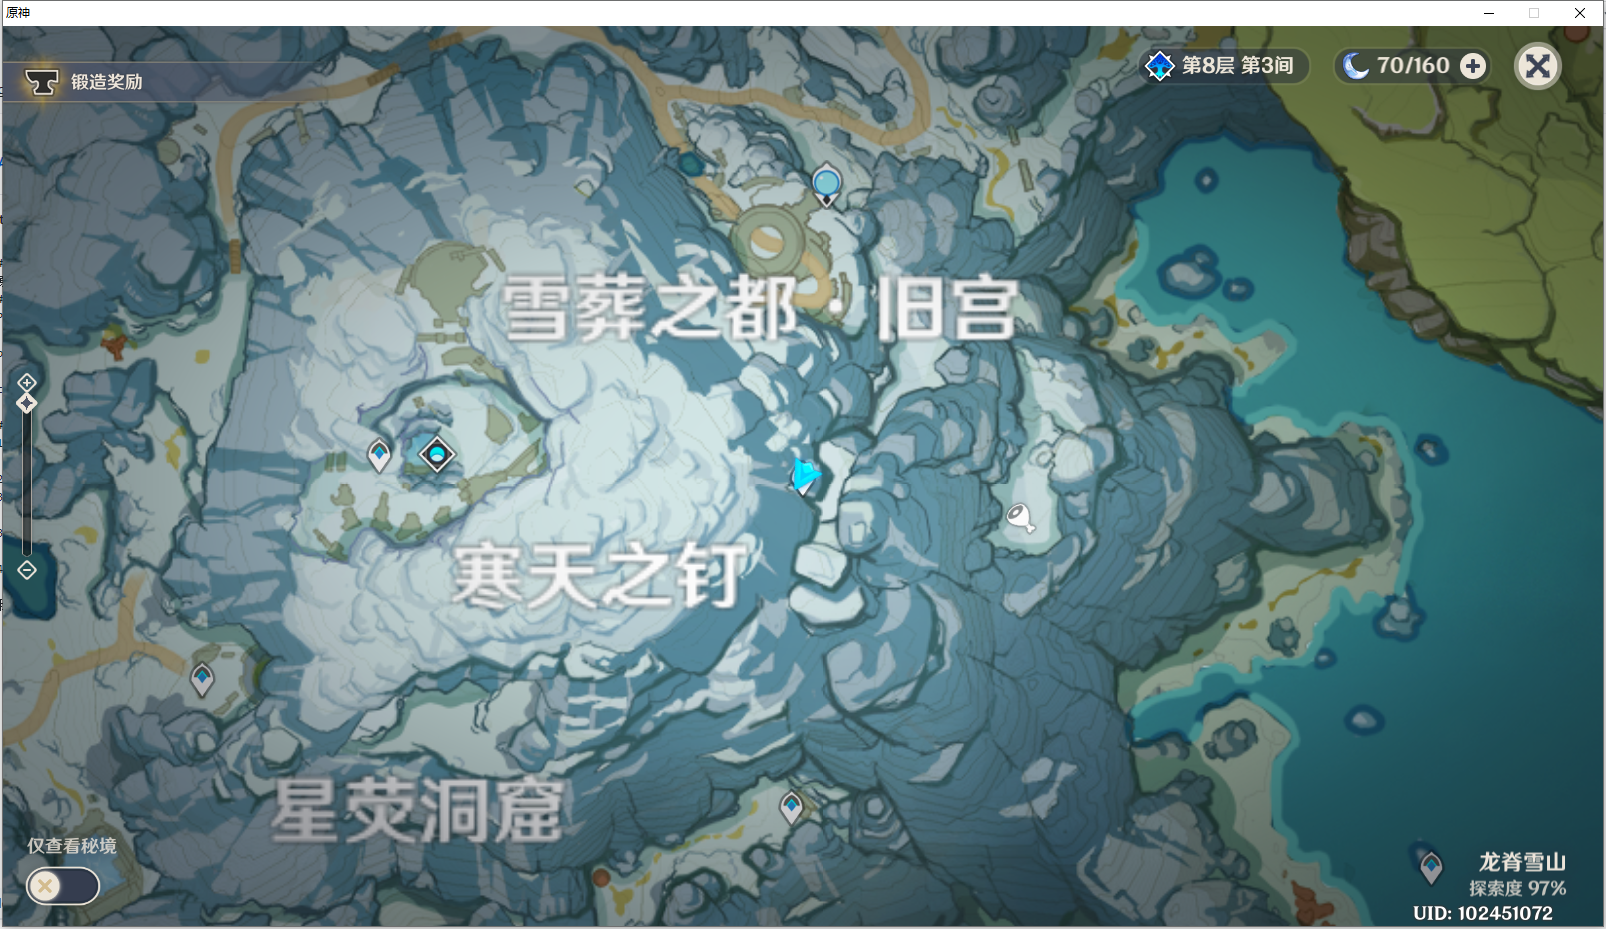 原神
锻造奖励
第8层 第3间
70/160
雪葬之都·旧宫
寒天之钉
星荧洞窟
仅查看秘境
龙脊雪山
探索度 97%
UID: 102451072